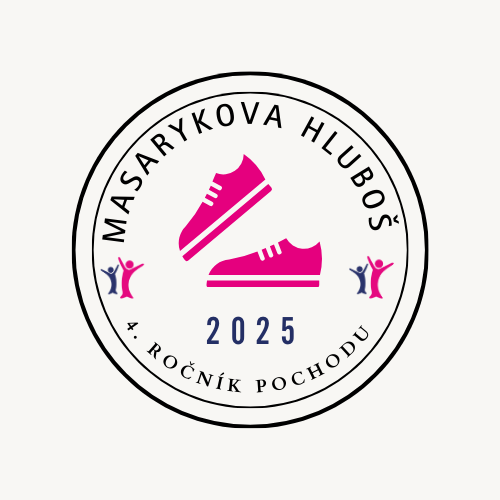 MASARYKOVA HLUBOŠ
2025
4. ROČNÍK POCHODU